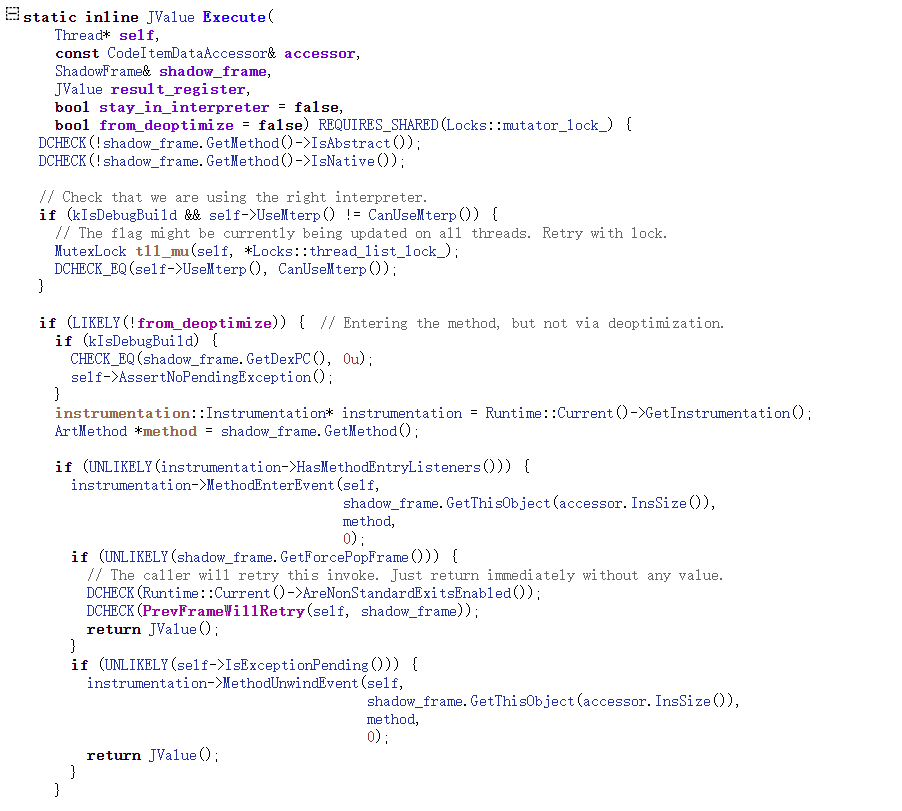 static inline JValue Execute(
    Thread* self,
    const CodeItemDataAccessor& accessor,
    ShadowFrame& shadow_frame,
    JValue result_register,
    bool stay_in_interpreter = false,
    bool from_deoptimize = false) REQUIRES_SHARED(Locks::mutator_lock_) {
  DCHECK(!shadow_frame.GetMethod()->IsAbstract());
  DCHECK(!shadow_frame.GetMethod()->IsNative());

  // Check that we are using the right interpreter.
  if (kIsDebugBuild && self->UseMterp() != CanUseMterp()) {
    // The flag might be currently being updated on all threads. Retry with lock.
    MutexLock tll_mu(self, *Locks::thread_list_lock_);
    DCHECK_EQ(self->UseMterp(), CanUseMterp());
  }

  if (LIKELY(!from_deoptimize)) {  // Entering the method, but not via deoptimization.
    if (kIsDebugBuild) {
      CHECK_EQ(shadow_frame.GetDexPC(), 0u);
      self->AssertNoPendingException();
    }
    instrumentation::Instrumentation* instrumentation = Runtime::Current()->GetInstrumentation();
    ArtMethod *method = shadow_frame.GetMethod();

    if (UNLIKELY(instrumentation->HasMethodEntryListeners())) {
      instrumentation->MethodEnterEvent(self,
                                        shadow_frame.GetThisObject(accessor.InsSize()),
                                        method,
                                        0);
      if (UNLIKELY(shadow_frame.GetForcePopFrame())) {
        // The caller will retry this invoke. Just return immediately without any value.
        DCHECK(Runtime::Current()->AreNonStandardExitsEnabled());
        DCHECK(PrevFrameWillRetry(self, shadow_frame));
        return JValue();
      }
      if (UNLIKELY(self->IsExceptionPending())) {
        instrumentation->MethodUnwindEvent(self,
                                           shadow_frame.GetThisObject(accessor.InsSize()),
                                           method,
                                           0);
        return JValue();
      }
    }